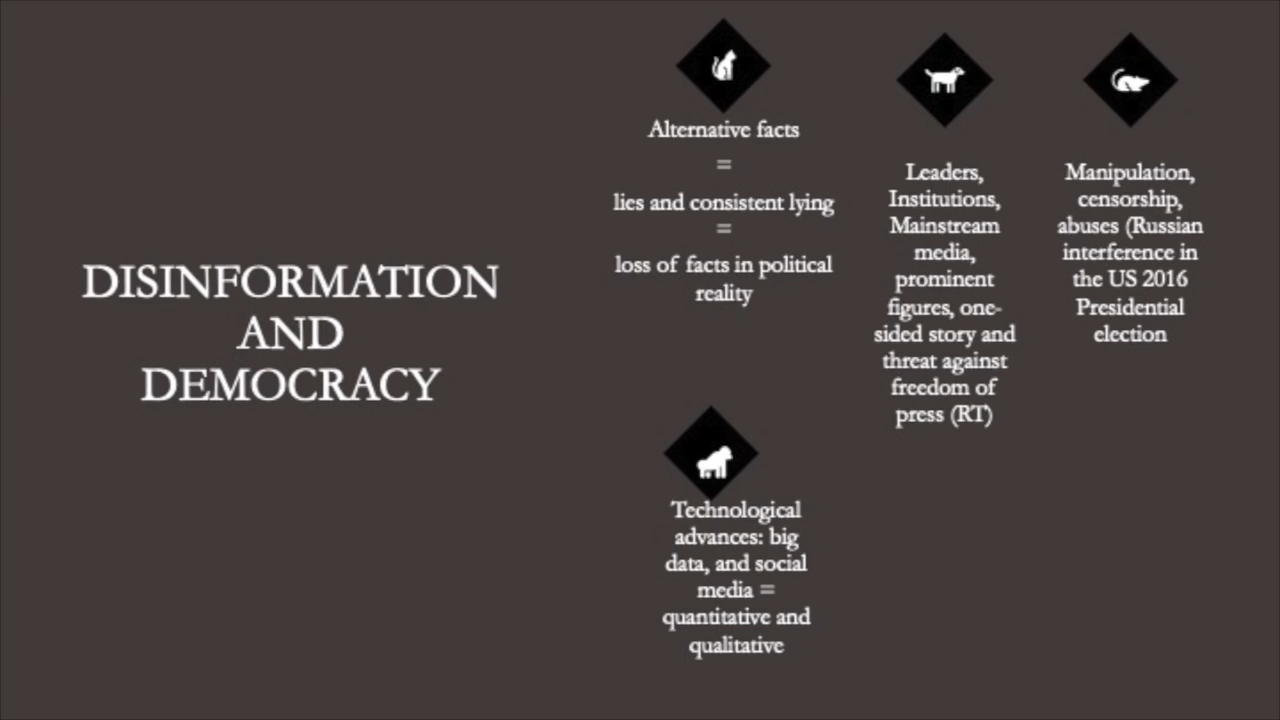 DISINFORMATION
AND
DEMOCRACY
Alternative facts
=
lies and consistent lying
=
loss of facts in political
reality
Leaders,
Institutions,
Mainstream
media,
prominent
figures, one-
sided story and
threat against
freedom of
press (RT)
Manipulation,
censorship,
abuses (Russian
interference in
the US 2016
Presidential
election
Technological
advances: big
data, and social
media =
quantitative and
qualitative